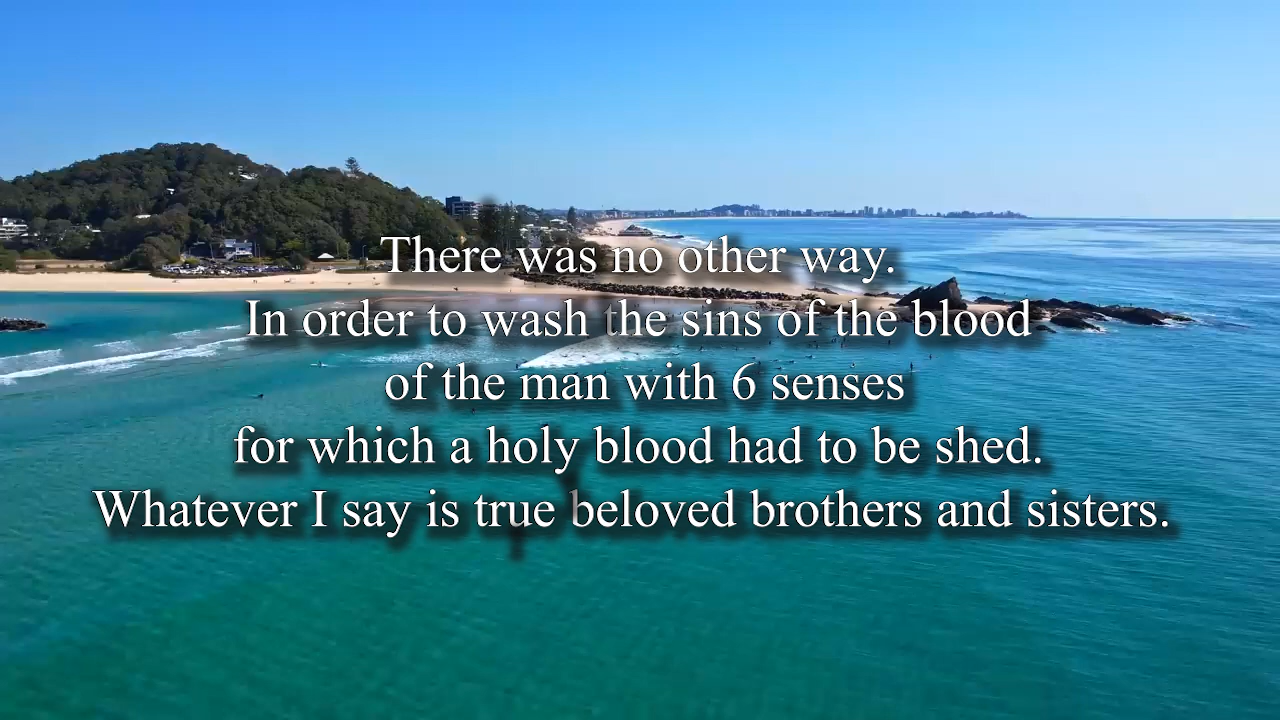 There was no other way.
In order to wash the sins of the blood
of the man with 6 senses
for which a holy blood had to be shed.
Whatever I say is true beloved brothers and sisters.